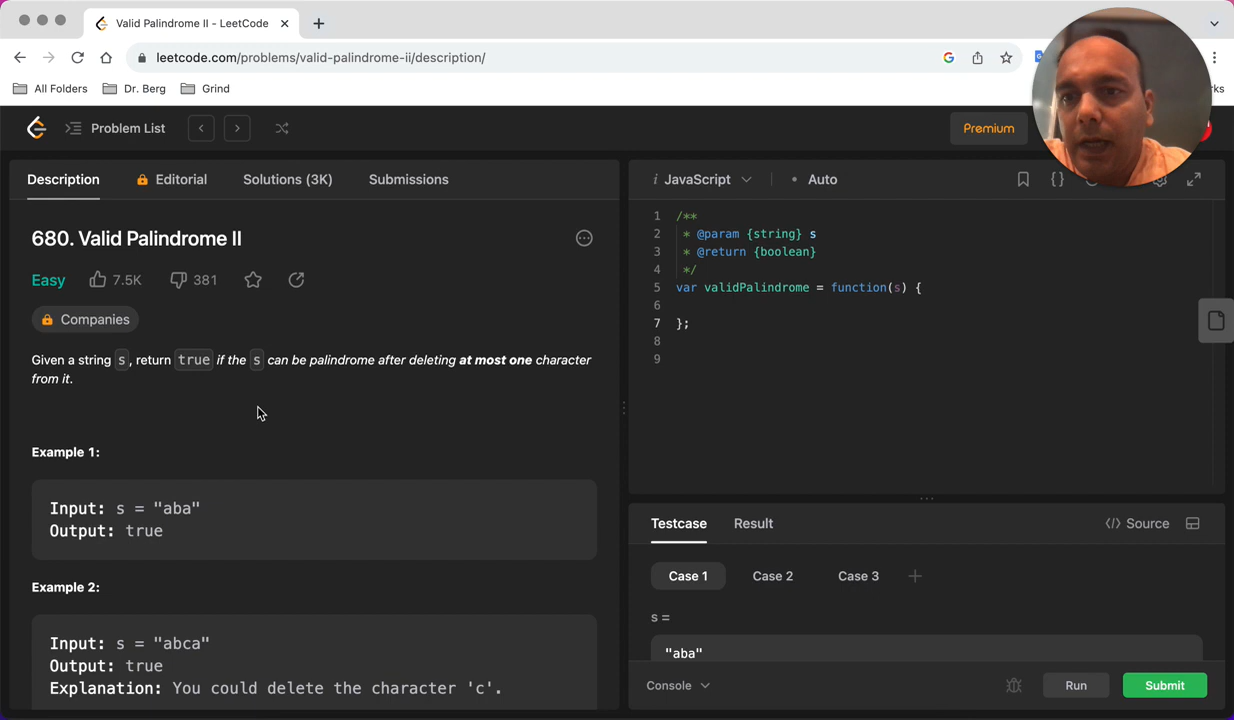 Valid Palindrome II - LeetCode
leetcode.com/problems/valid-palindrome-ii/description/
All Folders Dr. Berg Grind
Problem List
Premium
Description Editorial Solutions (3K) Submissions
680. Valid Palindrome II
Easy 7.5K 381
Companies
Given a string s, return true if the s can be palindrome after deleting at most one character
from it.
Example 1:
Input: s = "aba"
Output: true
Example 2:
Input: s = "abca"
Output: true
Explanation: You could delete the character 'c'.
i JavaScript • Auto {}
1 /**
2 * @param {string} s
3 * @return {boolean}
4 */
5 var validPalindrome = function(s) {
6
7 };
8
9
Testcase Result </> Source
Case 1 Case 2 Case 3 +
s =
"aba"
Console Run Submit